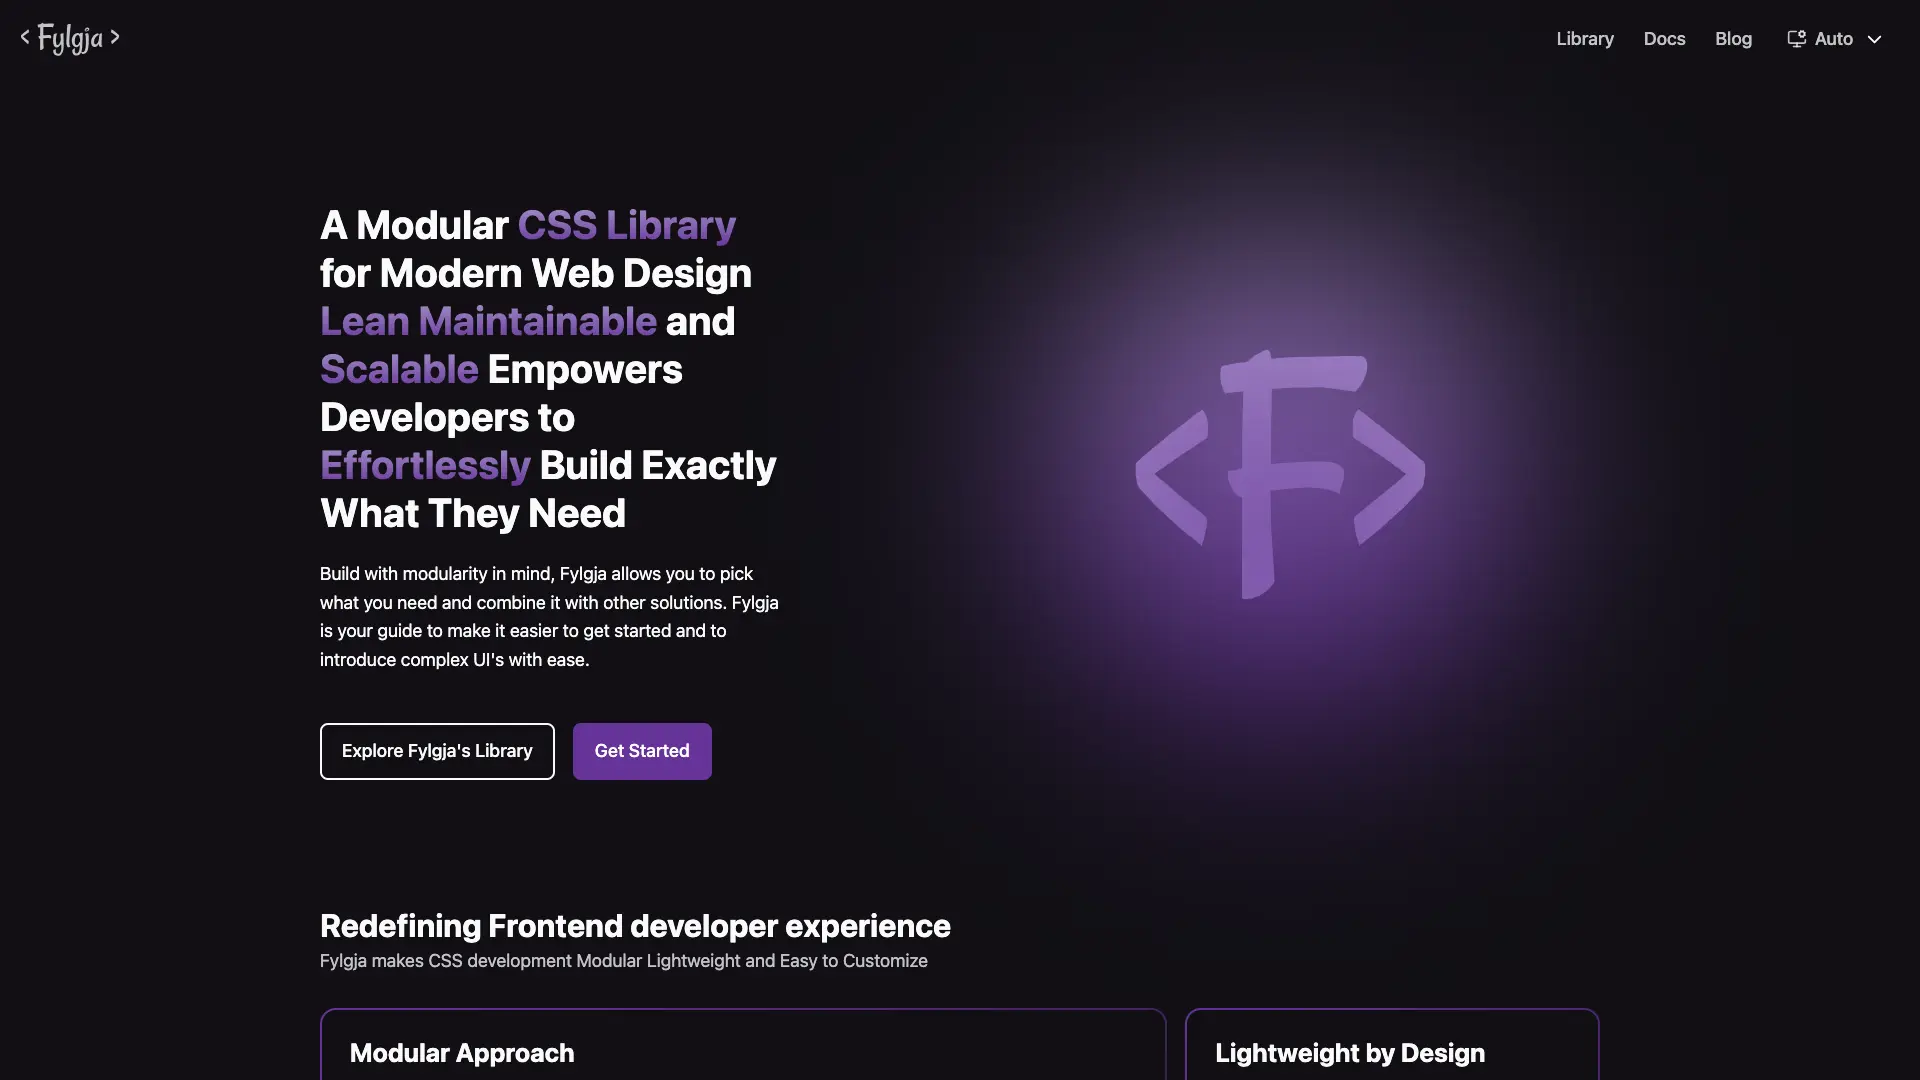 < Fylgja >
Library Docs Blog Auto
A Modular CSS Library
for Modern Web Design
Lean Maintainable and
Scalable Empowers
Developers to
Effortlessly Build Exactly
What They Need
<F>
Build with modularity in mind, Fylgja allows you to pick
what you need and combine it with other solutions. Fylgja
is your guide to make it easier to get started and to
introduce complex UI's with ease.
Explore Fylgja's Library Get Started
Redefining Frontend developer experience
Fylgja makes CSS development Modular Lightweight and Easy to Customize
Modular Approach
Lightweight by Design